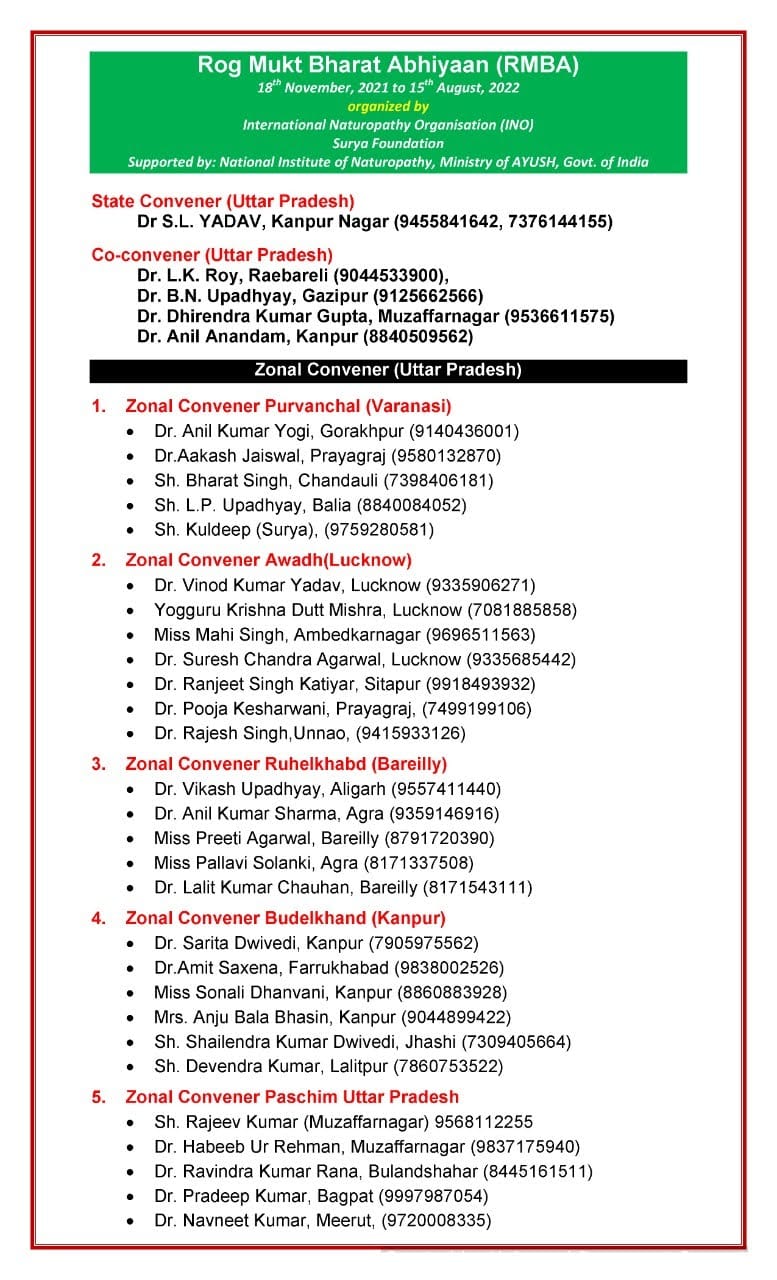 Rog Mukt Bharat Abhiyaan (RMBA)
18th November, 2021 to 15th August, 2022
organized by
International Naturopathy Organisation (INO)
Surya Foundation
Supported by: National Institute of Naturopathy, Ministry of AYUSH, Govt. of India
State Convener (Uttar Pradesh)
Dr S.L. YADAV, Kanpur Nagar (9455841642, 7376144155)
Co-convener (Uttar Pradesh)
Dr. L.K. Roy, Raebareli (9044533900),
Dr. B.N. Upadhyay, Gazipur (9125662566)
Dr. Dhirendra Kumar Gupta, Muzaffarnagar (9536611575)
Dr. Anil Anandam, Kanpur (8840509562)
Zonal Convener (Uttar Pradesh)
1. Zonal Convener Purvanchal (Varanasi)
• Dr. Anil Kumar Yogi, Gorakhpur (9140436001)
• Dr.Aakash Jaiswal, Prayagraj (9580132870)
• Sh. Bharat Singh, Chandauli (7398406181)
• Sh. L.P. Upadhyay, Balia (8840084052)
• Sh. Kuldeep (Surya), (9759280581)
2. Zonal Convener Awadh(Lucknow)
• Dr. Vinod Kumar Yadav, Lucknow (9335906271)
• Yogguru Krishna Dutt Mishra, Lucknow (7081885858)
• Miss Mahi Singh, Ambedkarnagar (9696511563)
• Dr. Suresh Chandra Agarwal, Lucknow (9335685442)
• Dr. Ranjeet Singh Katiyar, Sitapur (9918493932)
• Dr. Pooja Kesharwani, Prayagraj, (7499199106)
• Dr. Rajesh Singh,Unnao, (9415933126)
3. Zonal Convener Ruhelkhabd (Bareilly)
• Dr. Vikash Upadhyay, Aligarh (9557411440)
• Dr. Anil Kumar Sharma, Agra (9359146916)
• Miss Preeti Agarwal, Bareilly (8791720390)
• Miss Pallavi Solanki, Agra (8171337508)
• Dr. Lalit Kumar Chauhan, Bareilly (8171543111)
4. Zonal Convener Budelkhand (Kanpur)
• Dr. Sarita Dwivedi, Kanpur (7905975562)
• Dr.Amit Saxena, Farrukhabad (9838002526)
• Miss Sonali Dhanvani, Kanpur (8860883928)
• Mrs. Anju Bala Bhasin, Kanpur (9044899422)
• Sh. Shailendra Kumar Dwivedi, Jhashi (7309405664)
• Sh. Devendra Kumar, Lalitpur (7860753522)
5. Zonal Convener Paschim Uttar Pradesh
• Sh. Rajeev Kumar (Muzaffarnagar) 9568112255
• Dr. Habeeb Ur Rehman, Muzaffarnagar (9837175940)
• Dr. Ravindra Kumar Rana, Bulandshahar (8445161511)
• Dr. Pradeep Kumar, Bagpat (9997987054)
• Dr. Navneet Kumar, Meerut, (9720008335)